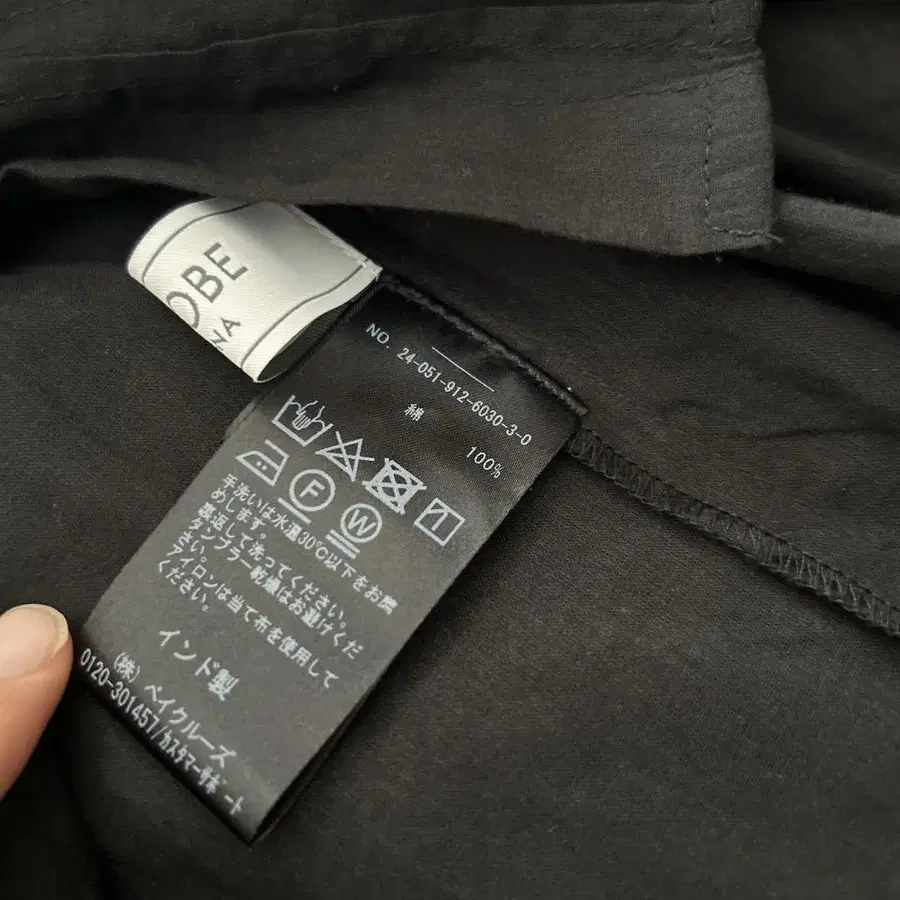 OBE
NA
NO. 24-051-912-6030-3-0
綿 100%
F
W
手洗いは水温30℃以下をお薦
めします。
裏返して洗ってください。
タンブラー乾燥はお避けくだ
さい。
アイロンは当て布を使用して
ください。
インド製
(株) ベイクルーズ
0120-301457/カスタマーサポート